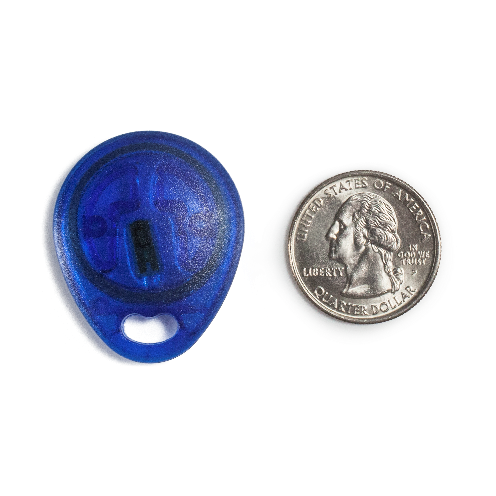 UNITED STATES OF AMERICA
LIBERTY
IN
GOD WE
TRUST
P
QUARTER DOLLAR